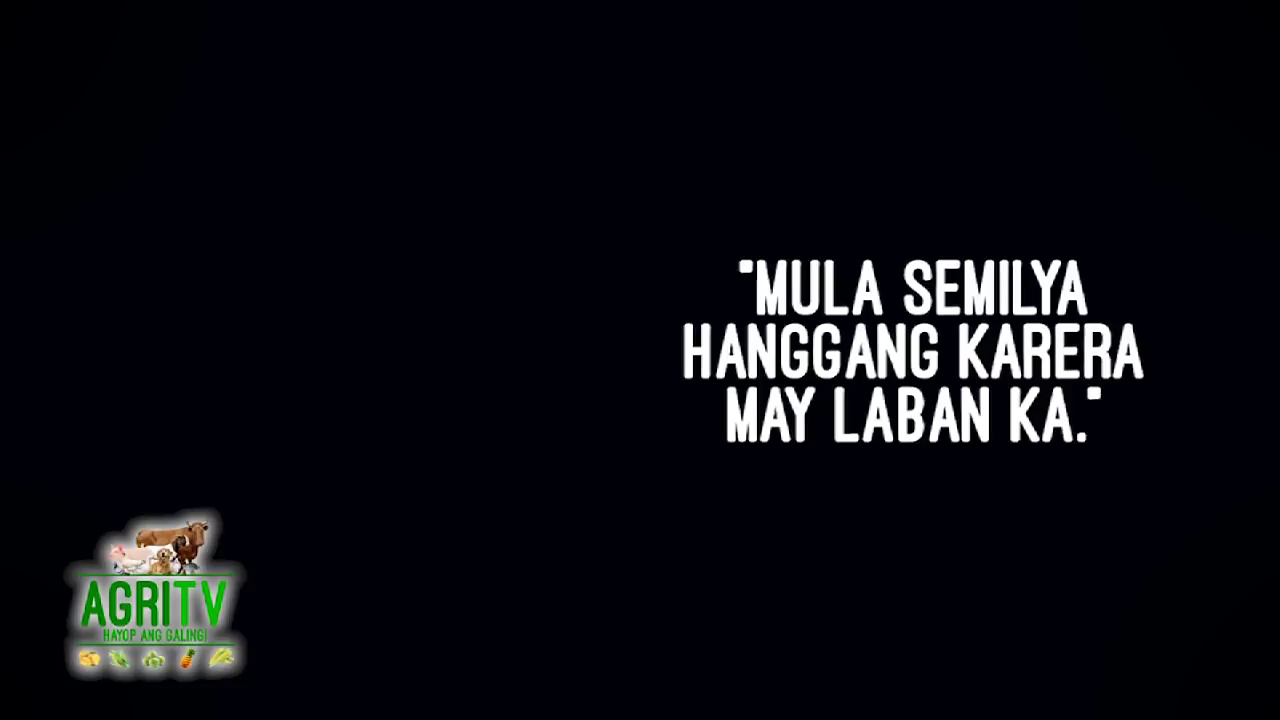 "MULA SEMILYA
HANGGANG KARERA
MAY LABAN KA."
AGRITV
HAYOP ANG GALING!